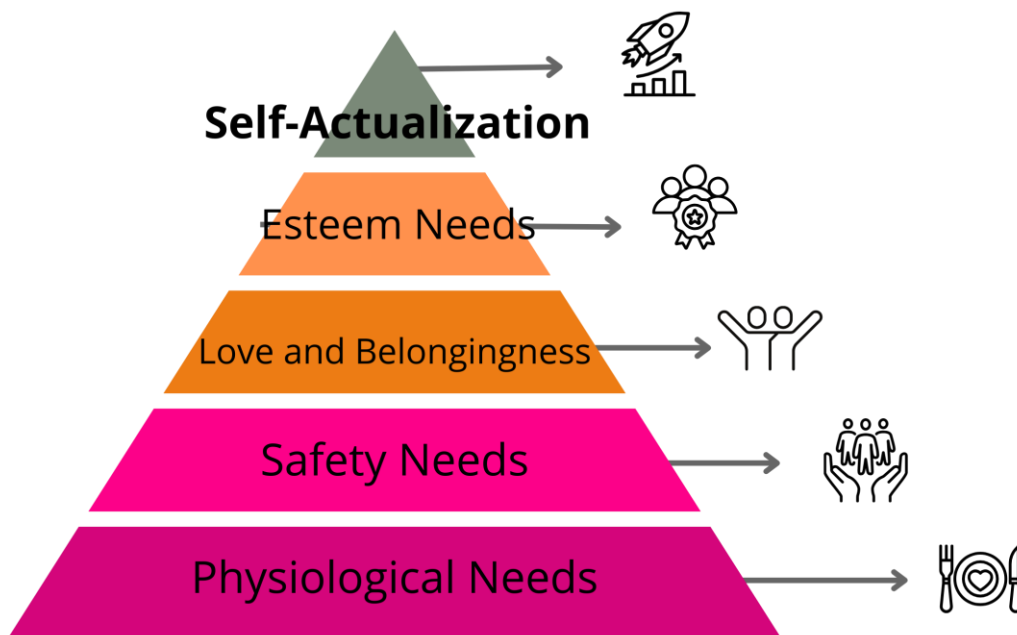 Self-Actualization
Esteem Needs
Love and Belongingness
Safety Needs
Physiological Needs